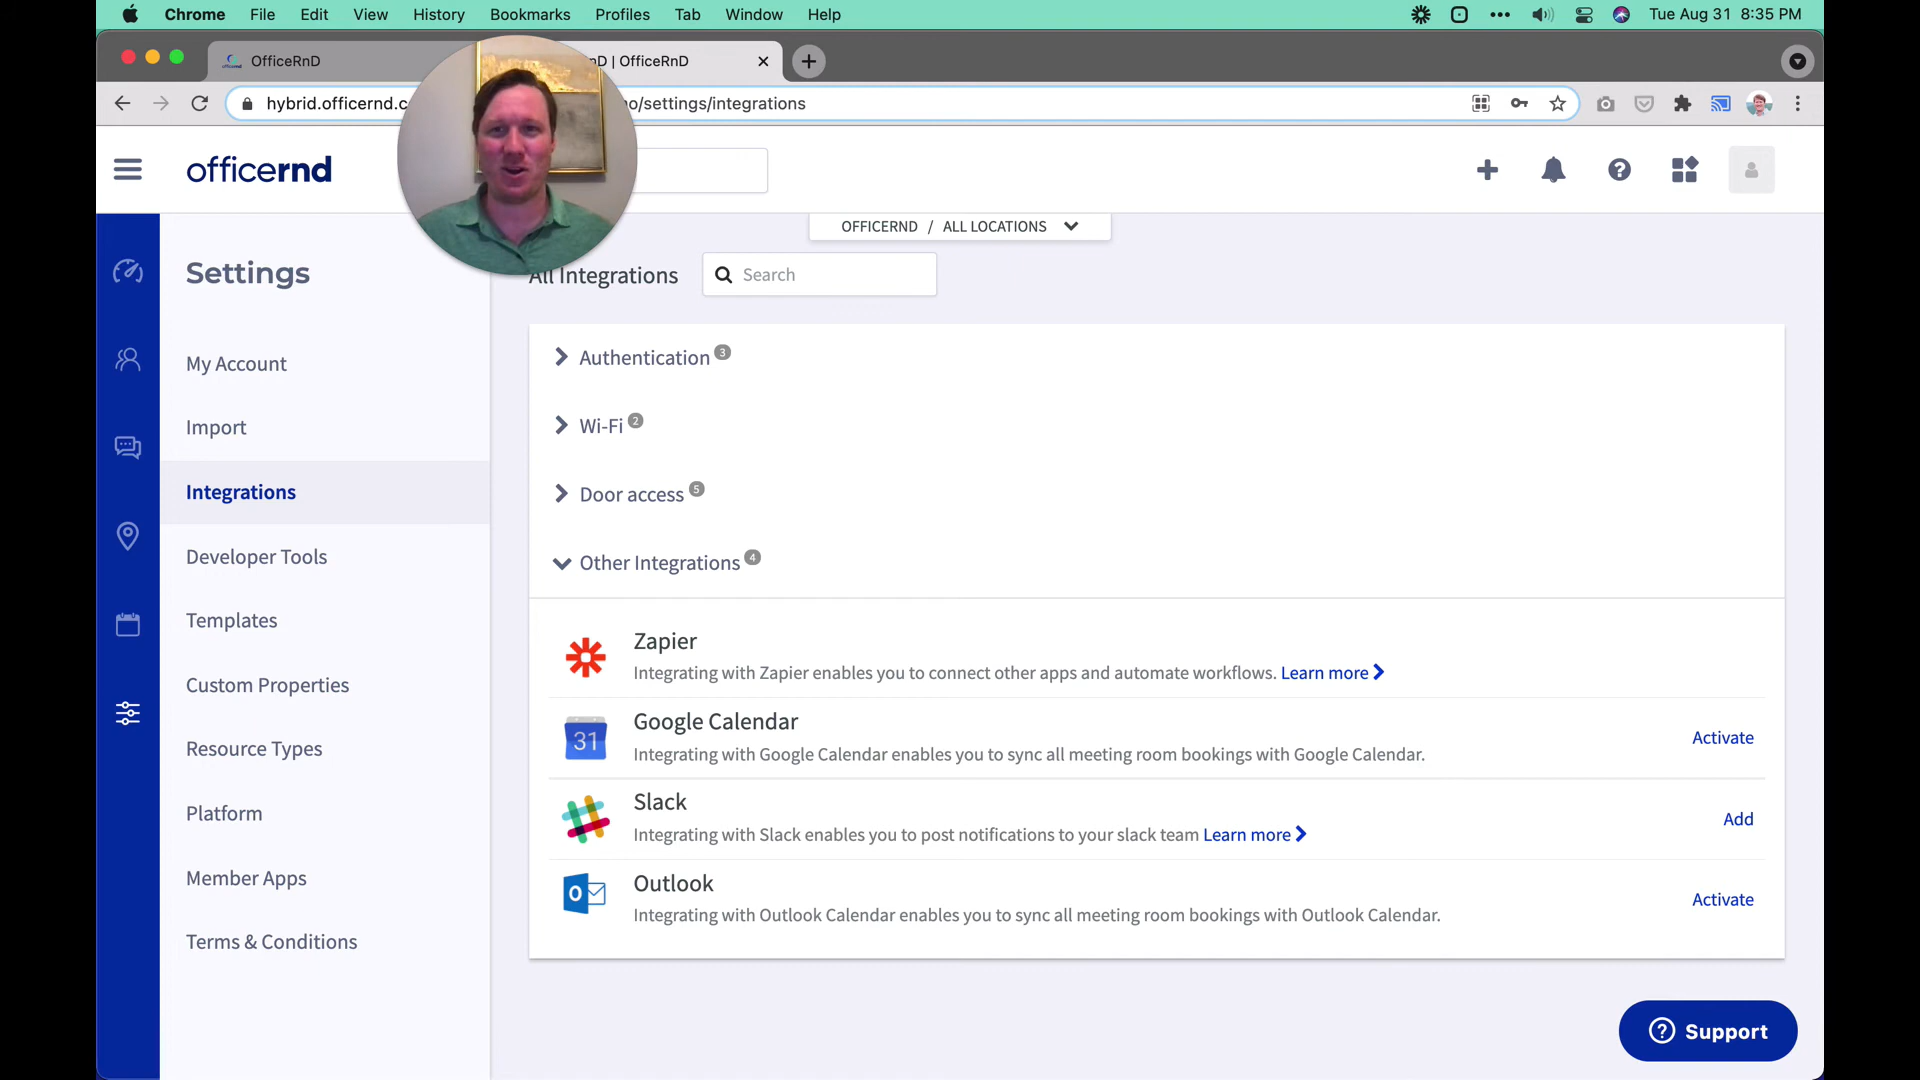 Chrome File Edit View History Bookmarks Profiles Tab Window Help Tue Aug 31 8:35 PM
OfficeRnD
nD | OfficeRnD
hybrid.officernd.c
no/settings/integrations
officernd
OFFICERND / ALL LOCATIONS
Settings
All Integrations
Search
My Account
Import
Integrations
Developer Tools
Templates
Custom Properties
Resource Types
Platform
Member Apps
Terms & Conditions
Authentication 3
Wi-Fi 2
Door access 5
Other Integrations 4
Zapier
Integrating with Zapier enables you to connect other apps and automate workflows. Learn more
31
Google Calendar
Integrating with Google Calendar enables you to sync all meeting room bookings with Google Calendar.
Activate
Slack
Integrating with Slack enables you to post notifications to your slack team Learn more
Add
Outlook
Integrating with Outlook Calendar enables you to sync all meeting room bookings with Outlook Calendar.
Activate
Support